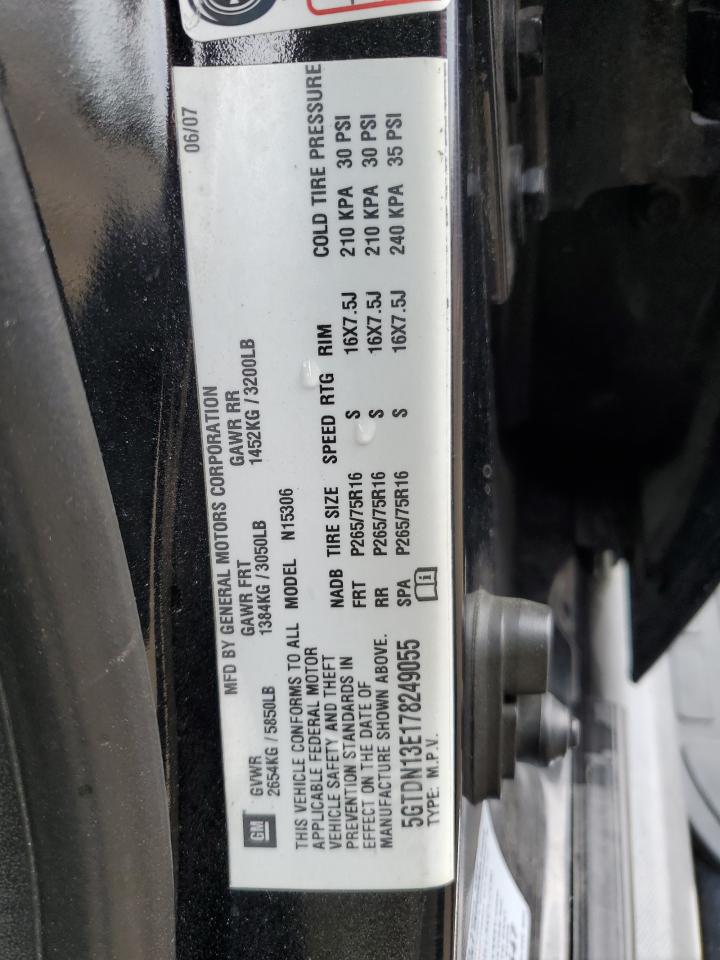 06/07
MFD BY GENERAL MOTORS CORPORATION
GVWR GAWR FRT GAWR RR
2654KG / 5850LB 1384KG / 3050LB 1452KG / 3200LB
GM
THIS VEHICLE CONFORMS TO ALL
APPLICABLE FEDERAL MOTOR
VEHICLE SAFETY AND THEFT
PREVENTION STANDARDS IN
EFFECT ON THE DATE OF
MANUFACTURE SHOWN ABOVE.
MODEL N15306
NADB TIRE SIZE SPEED RTG RIM COLD TIRE PRESSURE
FRT P265/75R16 S 16X7.5J 210 KPA 30 PSI
RR P265/75R16 S 16X7.5J 210 KPA 30 PSI
SPA P265/75R16 S 16X7.5J 240 KPA 35 PSI
5GTDN13E178249055
TYPE: M.P.V.